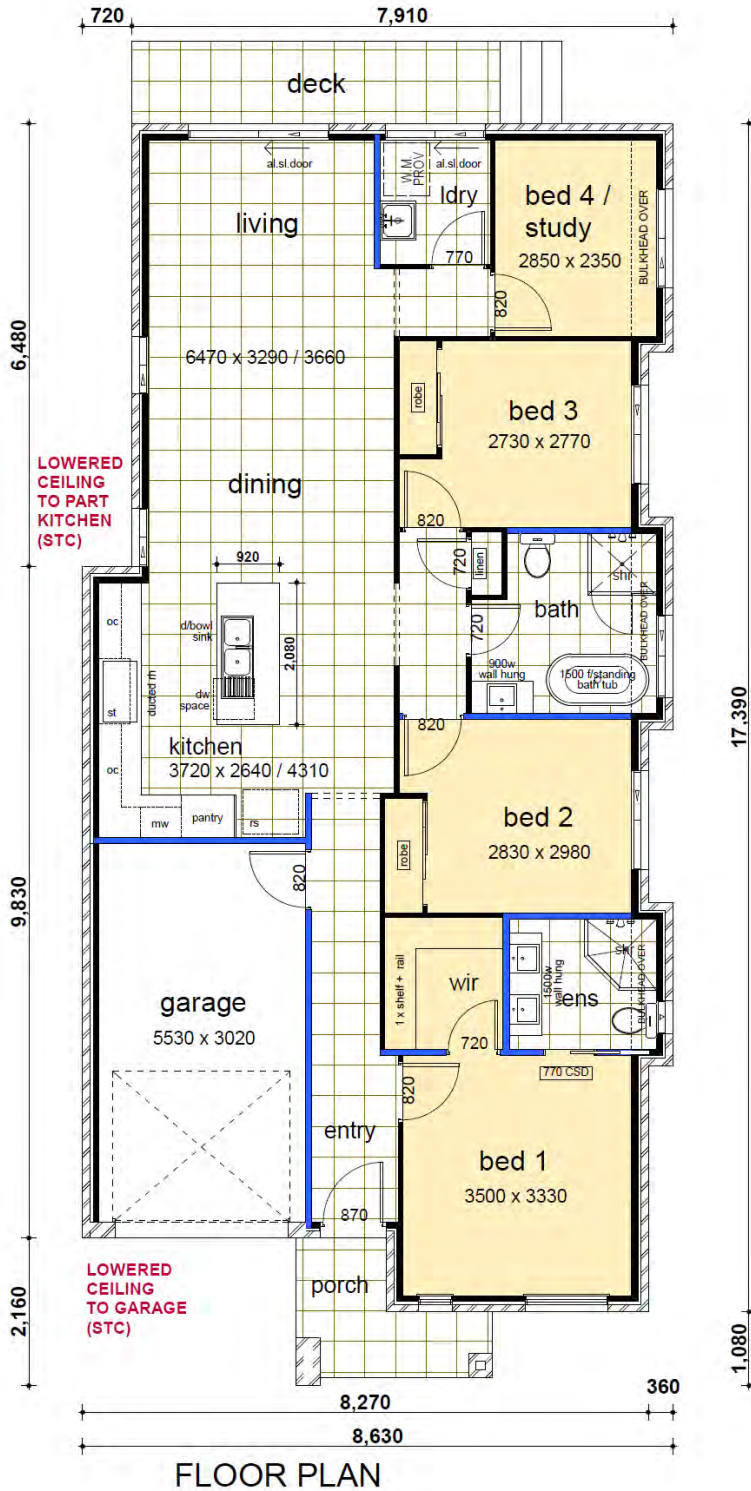 720
7,910
deck
al.sl.door
al.sl.door
W.M.
PROV
ldry
living
bed 4 /
study
2850 x 2350
BULKHEAD OVER
770
820
6,480
6470 x 3290 / 3660
robe
bed 3
2730 x 2770
LOWERED
CEILING
TO PART
KITCHEN
(STC)
dining
820
920
720
linen
shr
oc
d/bowl
sink
2,080
720
bath
BULKHEAD OVER
900w
wall hung
1500 f/standing
bath tub
ducted rh
st
dw
space
17,390
820
kitchen
3720 x 2640 / 4310
oc
mw
pantry
rs
bed 2
2830 x 2980
robe
820
9,830
garage
5530 x 3020
1 x shelf + rail
wir
1500w
wall hung
ens
shr
BULKHEAD OVER
720
770 CSD
820
entry
bed 1
3500 x 3330
870
LOWERED
CEILING
TO GARAGE
(STC)
porch
2,160
1,080
8,270
360
8,630
FLOOR PLAN